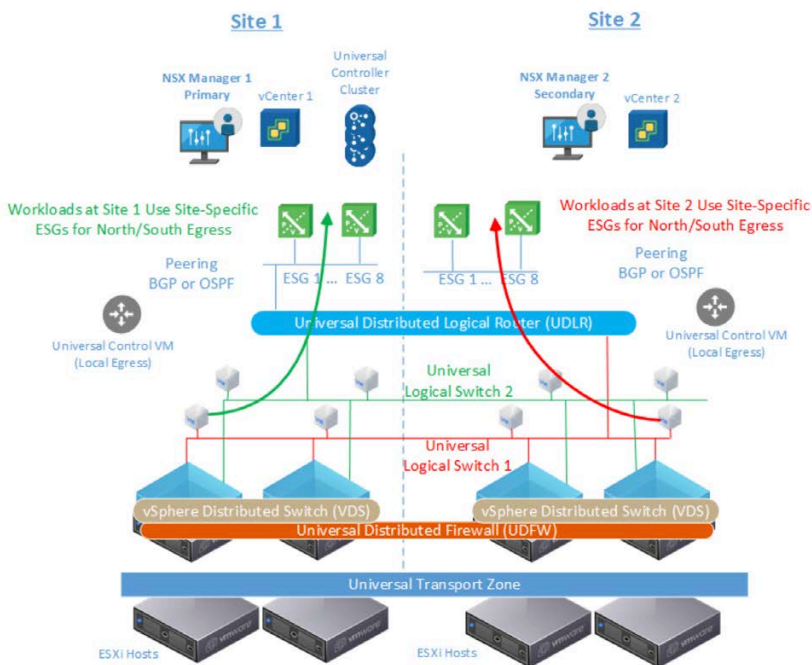 Site 1
Site 2
NSX Manager 1
Primary
vCenter 1
Universal
Controller
Cluster
NSX Manager 2
Secondary
vCenter 2
Workloads at Site 1 Use Site-Specific
ESGs for North/South Egress
Workloads at Site 2 Use Site-Specific
ESGs for North/South Egress
Peering
BGP or OSPF
ESG 1 ... ESG 8
ESG 1 ... ESG 8
Peering
BGP or OSPF
Universal Control VM
(Local Egress)
Universal Distributed Logical Router (UDLR)
Universal Control VM
(Local Egress)
Universal
Logical Switch 2
Universal
Logical Switch 1
vSphere Distributed Switch (VDS)
vSphere Distributed Switch (VDS)
Universal Distributed Firewall (UDFW)
Universal Transport Zone
vmware
vmware
vmware
vmware
ESXi Hosts
ESXi Hosts